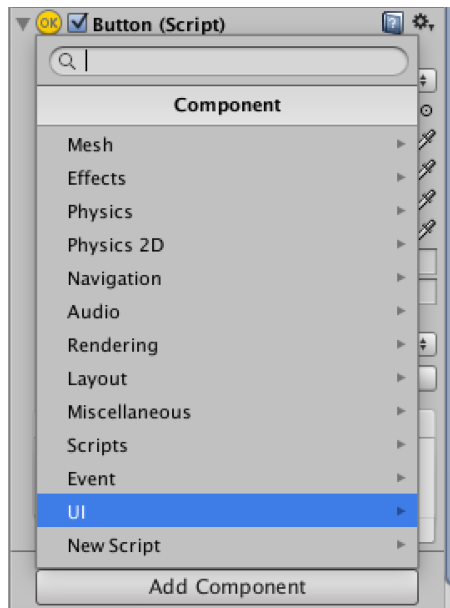 OK Button (Script)
Component
Mesh
Effects
Physics
Physics 2D
Navigation
Audio
Rendering
Layout
Miscellaneous
Scripts
Event
UI
New Script
Add Component